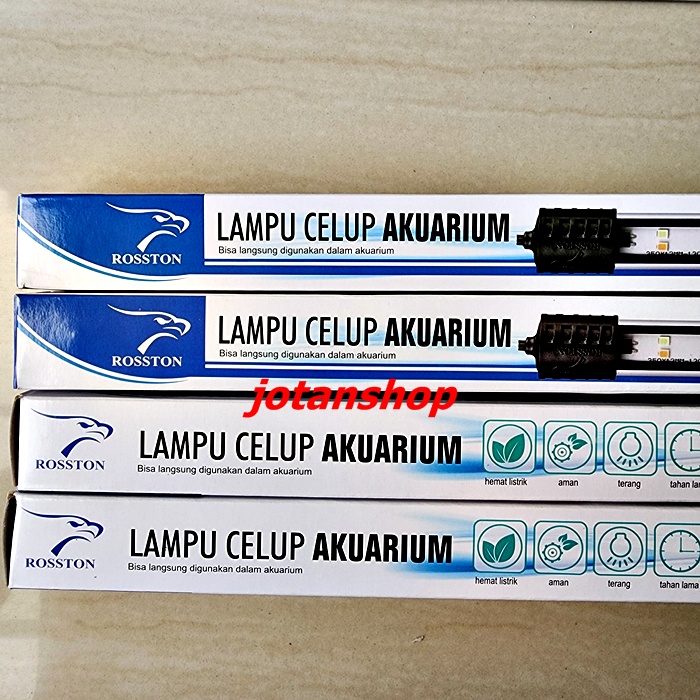 ROSSTON
LAMPU CELUP AKUARIUM
Bisa langsung digunakan dalam akuarium
ROSSTON
LAMPU CELUP AKUARIUM
Bisa langsung digunakan dalam akuarium
jotanshop
ROSSTON
LAMPU CELUP AKUARIUM
Bisa langsung digunakan dalam akuarium
hemat listrik aman terang tahan lama
ROSSTON
LAMPU CELUP AKUARIUM
Bisa langsung digunakan dalam akuarium
hemat listrik aman terang tahan lama